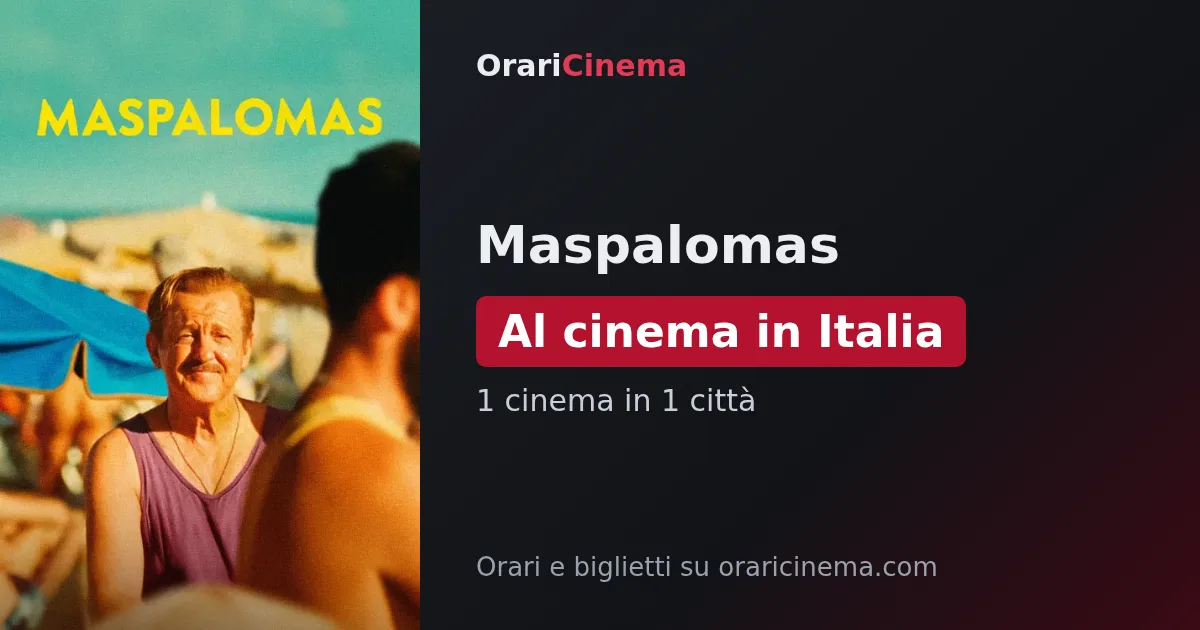 MASPALOMAS
OrariCinema
Maspalomas
Al cinema in Italia
1 cinema in 1 città
Orari e biglietti su oraricinema.com